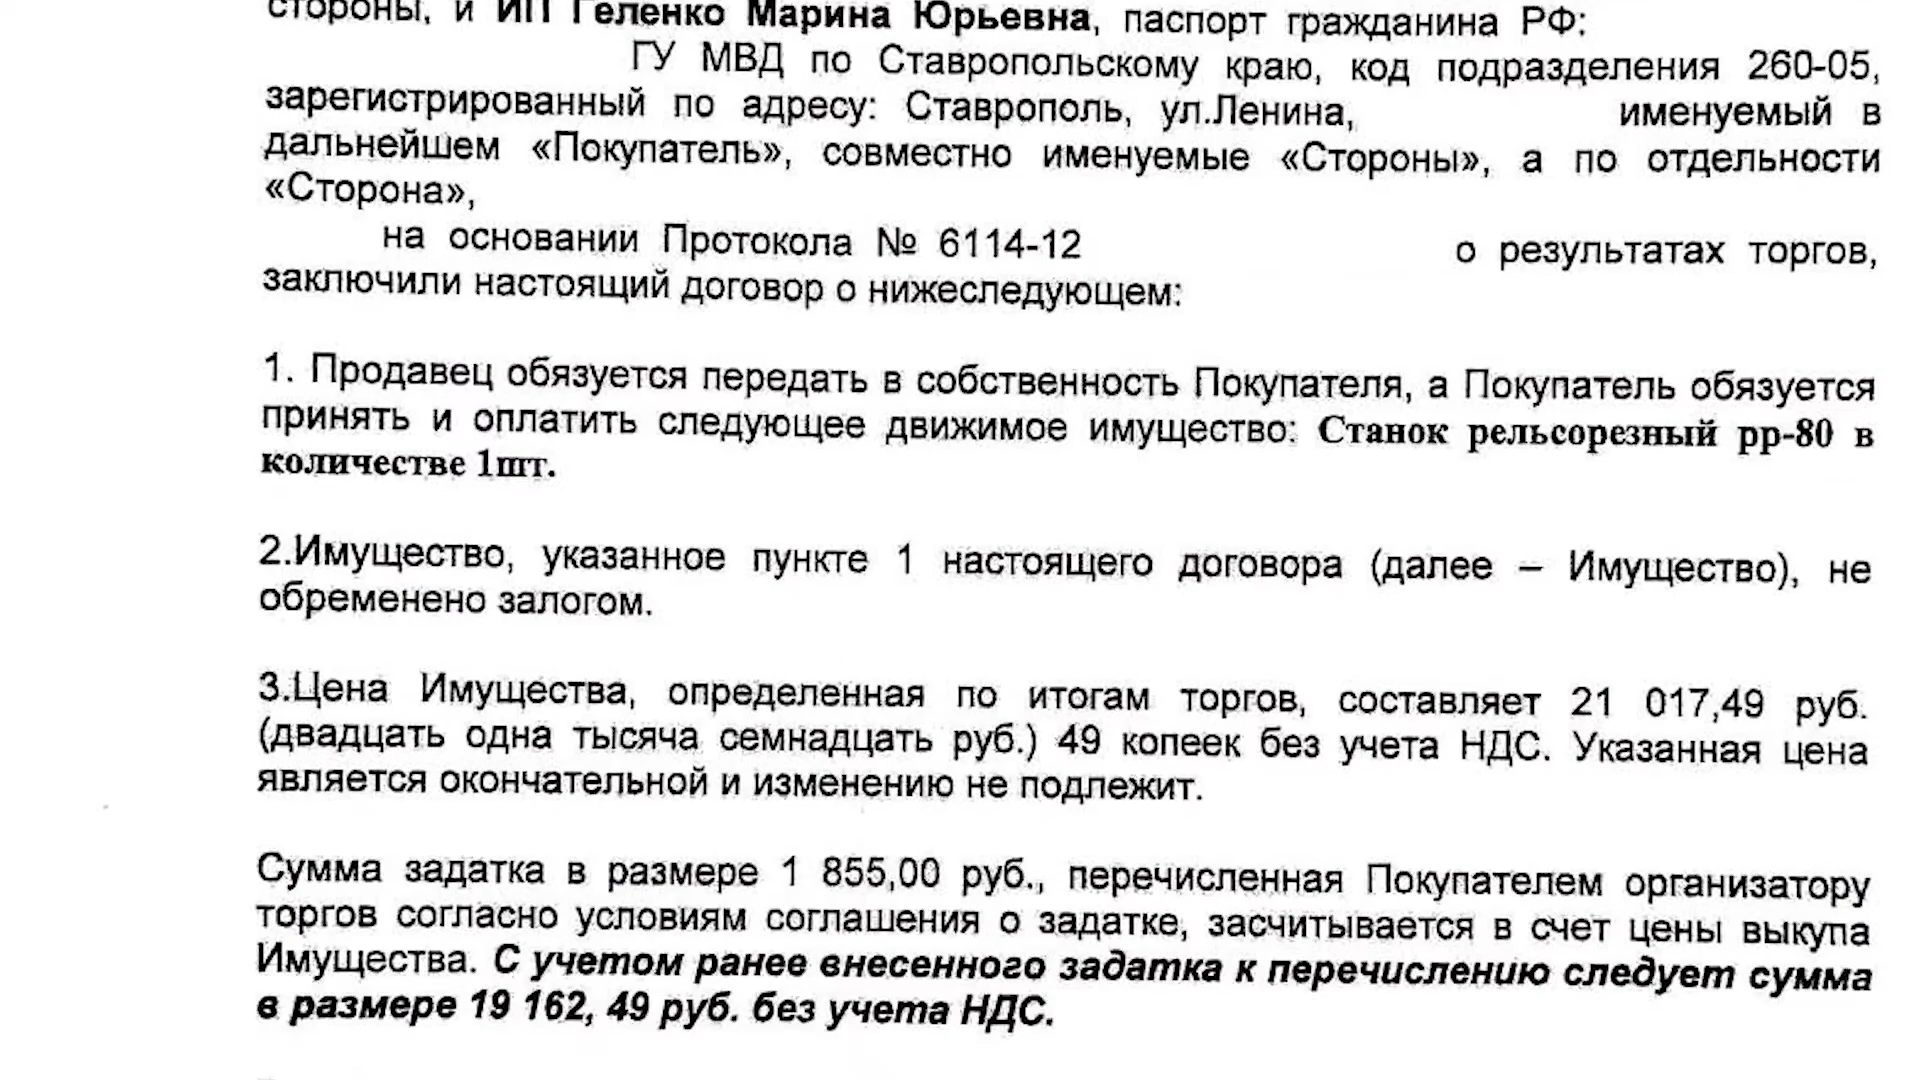 стороны, и ИП Геленко Марина Юрьевна, паспорт гражданина РФ:
ГУ МВД по Ставропольскому краю, код подразделения 260-05,
зарегистрированный по адресу: Ставрополь, ул.Ленина, именуемый в
дальнейшем «Покупатель», совместно именуемые «Стороны», а по отдельности
«Сторона»,
на основании Протокола № 6114-12 о результатах торгов,
заключили настоящий договор о нижеследующем:
1. Продавец обязуется передать в собственность Покупателя, а Покупатель обязуется
принять и оплатить следующее движимое имущество: Станок рельсорезный рр-80 в
количестве 1шт.
2.Имущество, указанное пункте 1 настоящего договора (далее – Имущество), не
обременено залогом.
3.Цена Имущества, определенная по итогам торгов, составляет 21 017,49 руб.
(двадцать одна тысяча семнадцать руб.) 49 копеек без учета НДС. Указанная цена
является окончательной и изменению не подлежит.
Сумма задатка в размере 1 855,00 руб., перечисленная Покупателем организатору
торгов согласно условиям соглашения о задатке, засчитывается в счет цены выкупа
Имущества. С учетом ранее внесенного задатка к перечислению следует сумма
в размере 19 162, 49 руб. без учета НДС.